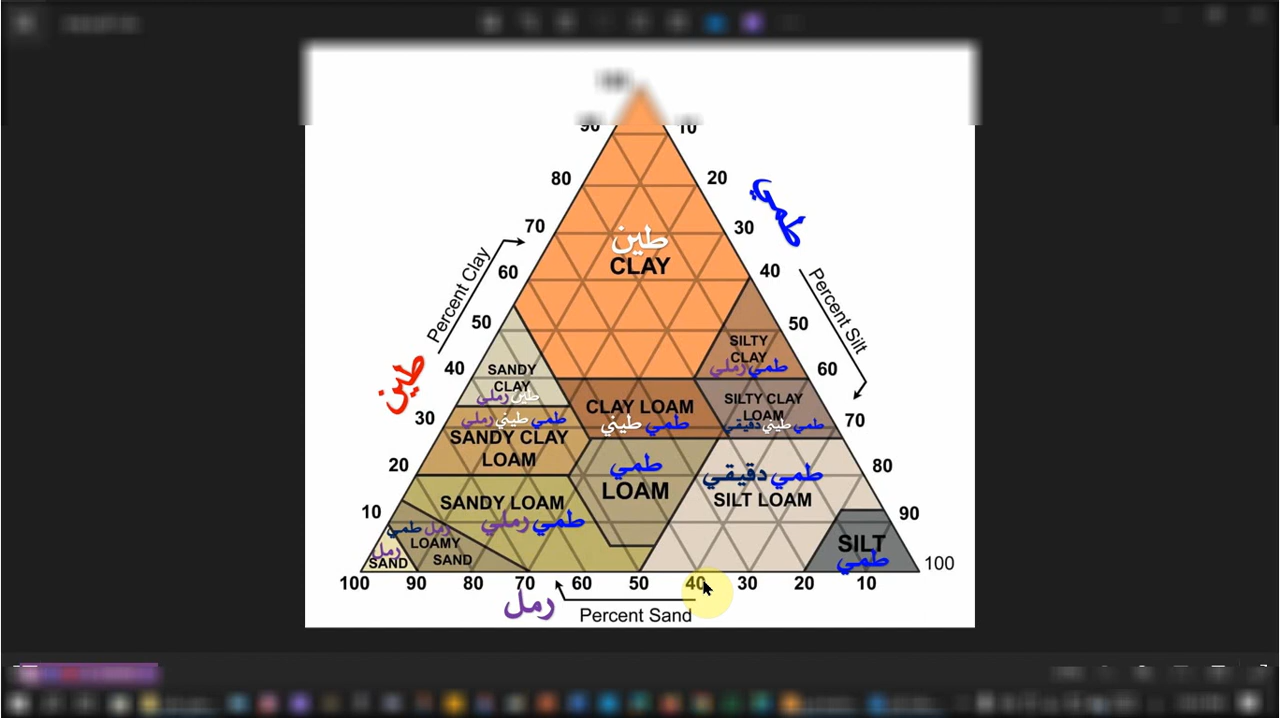 90 10
80 20
طمي
70 30
طين
CLAY
60 40
Percent Clay
Percent Silt
50 50
SILTY
CLAY
طمي رملي
40 60
SANDY
CLAY
طين رملي
طين
CLAY LOAM
طمي طيني
SILTY CLAY
LOAM
طمي طيني دقيقي
30 70
طمي طيني رملي
SANDY CLAY
LOAM
20 80
طمي
LOAM
طمي دقيقي
SILT LOAM
SANDY LOAM
طمي رملي
10 90
رمل طمي
LOAMY
SAND
رمل
SAND
SILT
طمي
100
100 90 80 70 60 50 40 30 20 10
رمل
Percent Sand